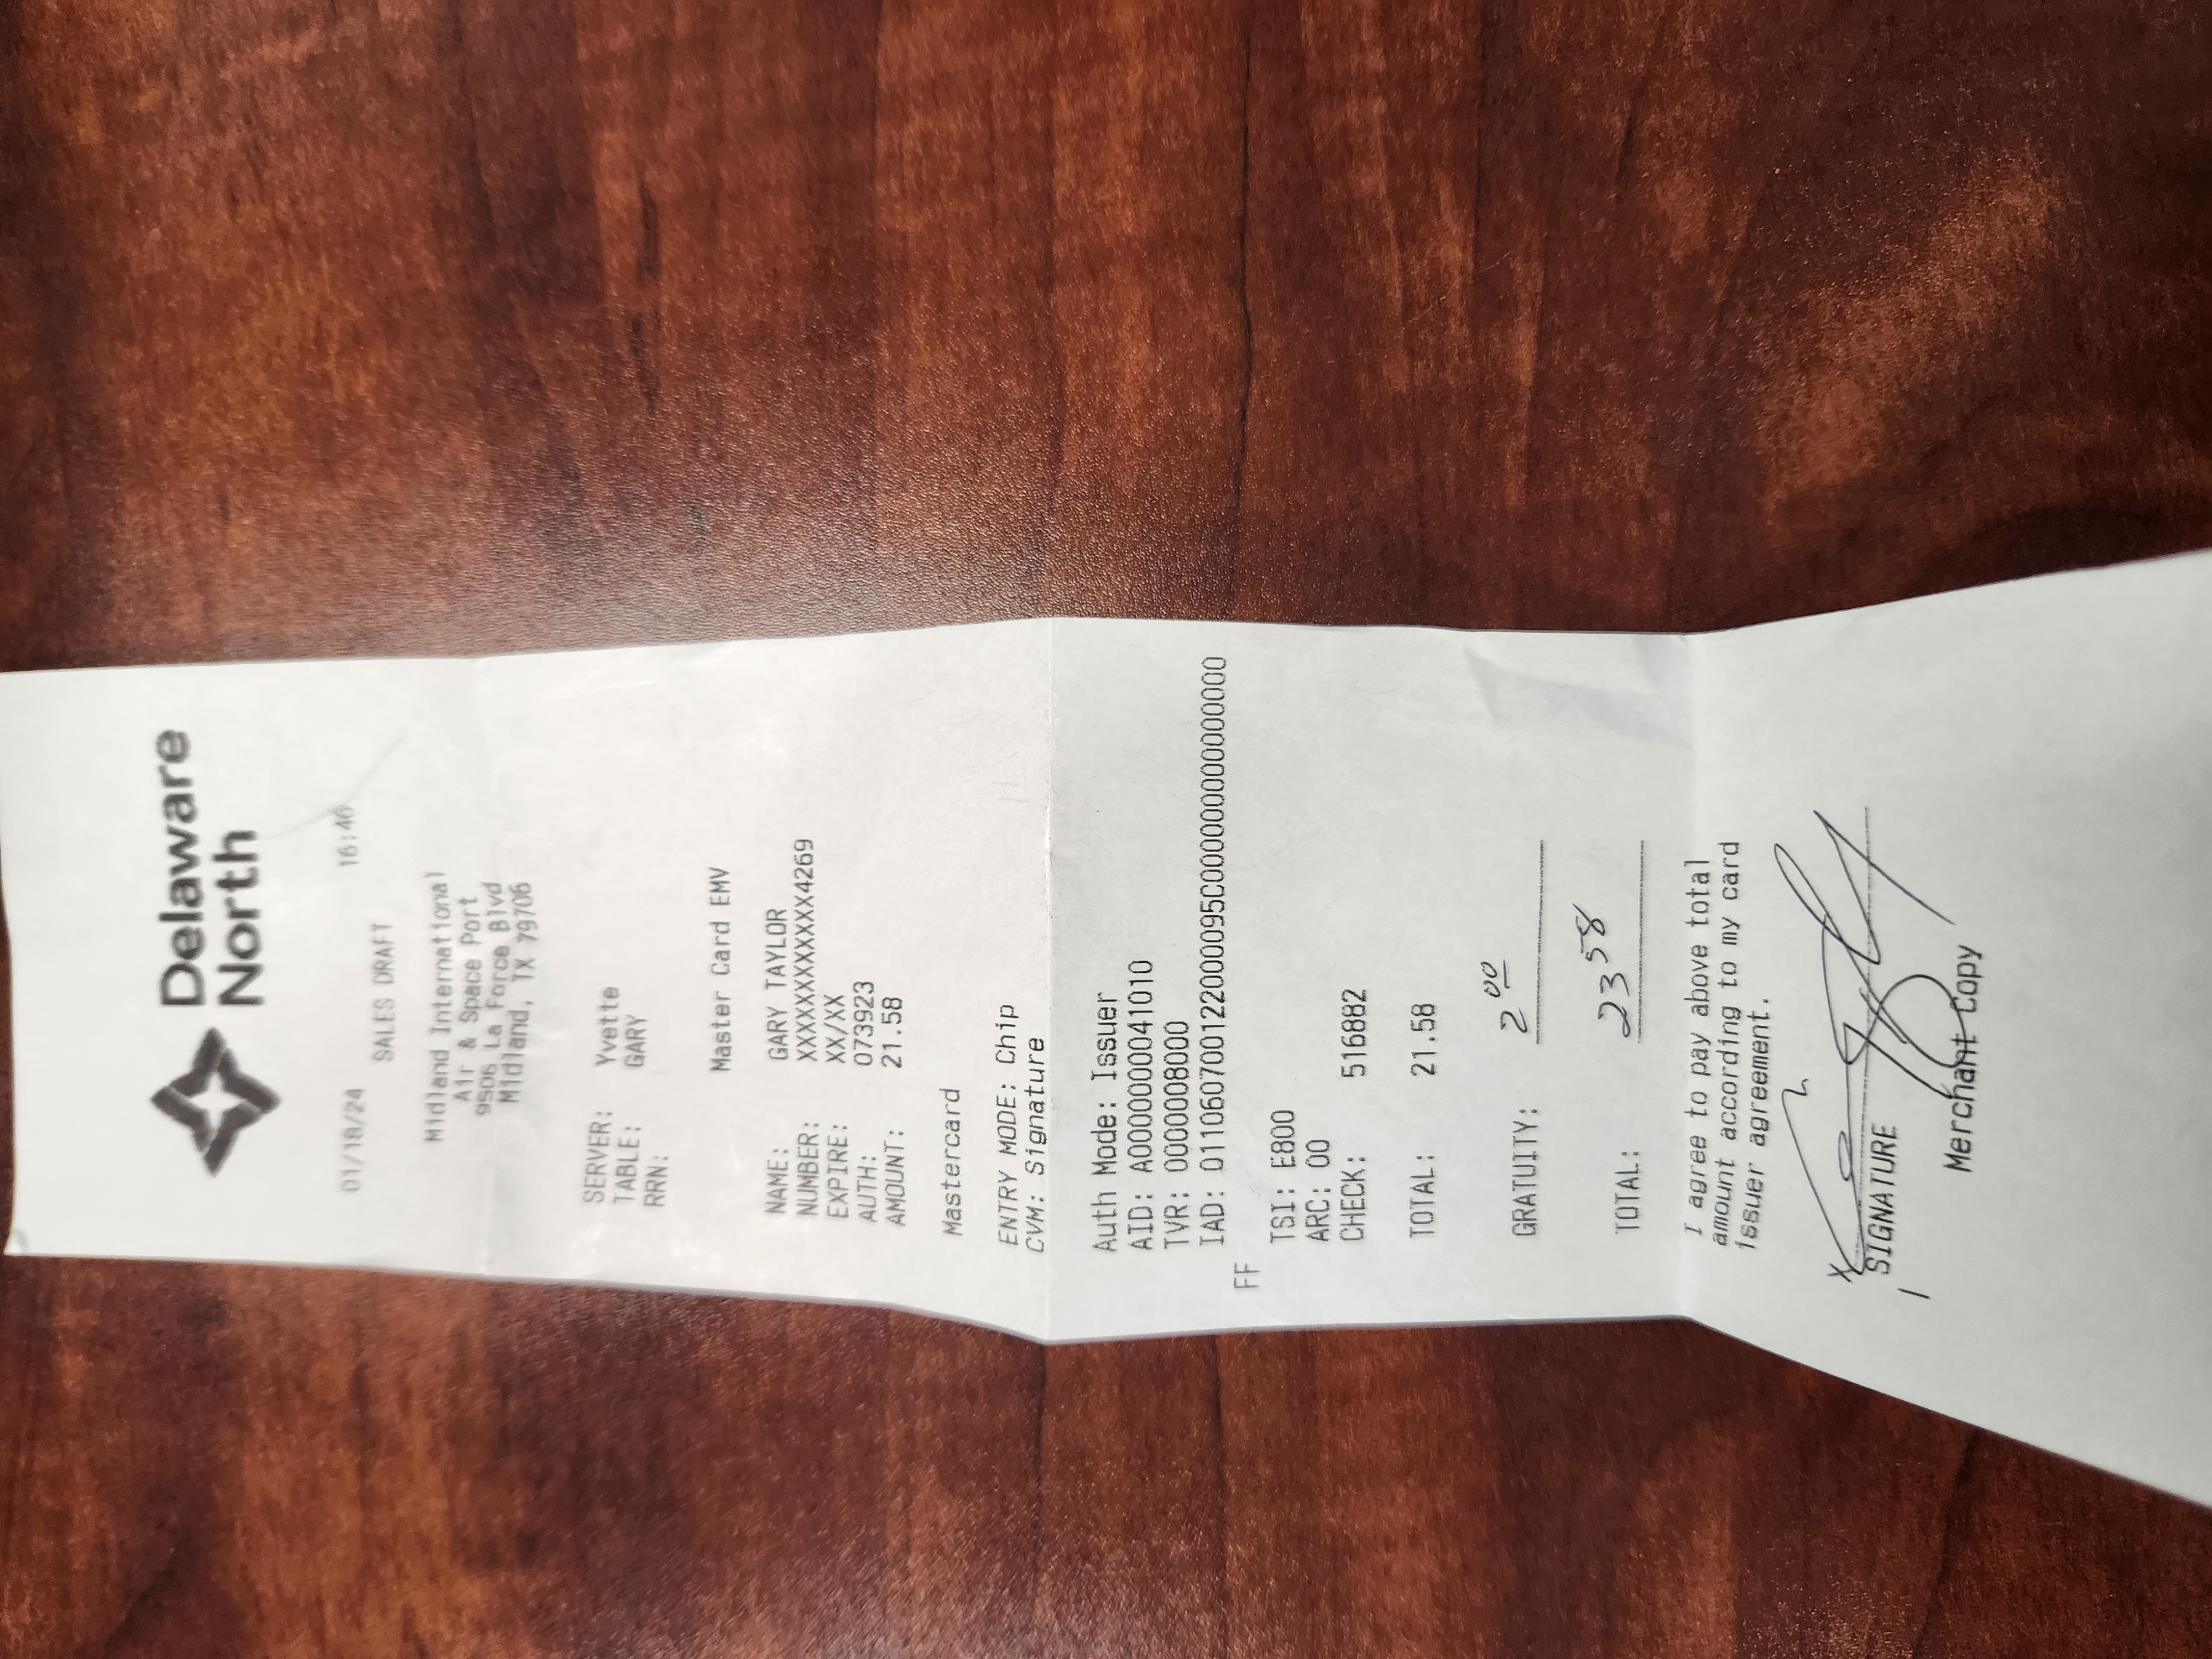 Delaware
North
01/18/24 16:46
SALES DRAFT
Midland International
Air & Space Port
9506 La Force Blvd
Midland, TX 79706
SERVER: Yvette
TABLE: GARY
RRN:
Master Card EMV
NAME: GARY TAYLOR
NUMBER: XXXXXXXXXXXX4269
EXPIRE: XX/XX
AUTH: 073923
AMOUNT: 21.58
Mastercard
ENTRY MODE: Chip
CVM: Signature
Auth Mode: Issuer
AID: A0000000041010
TVR: 0000008000
IAD: 011060700122000095C000000000000000
FF
TSI: E800
ARC: 00
CHECK: 516882
TOTAL: 21.58
GRATUITY: 2 00
TOTAL: 23 58
I agree to pay above total
amount according to my card
issuer agreement.
X
SIGNATURE
Merchant Copy